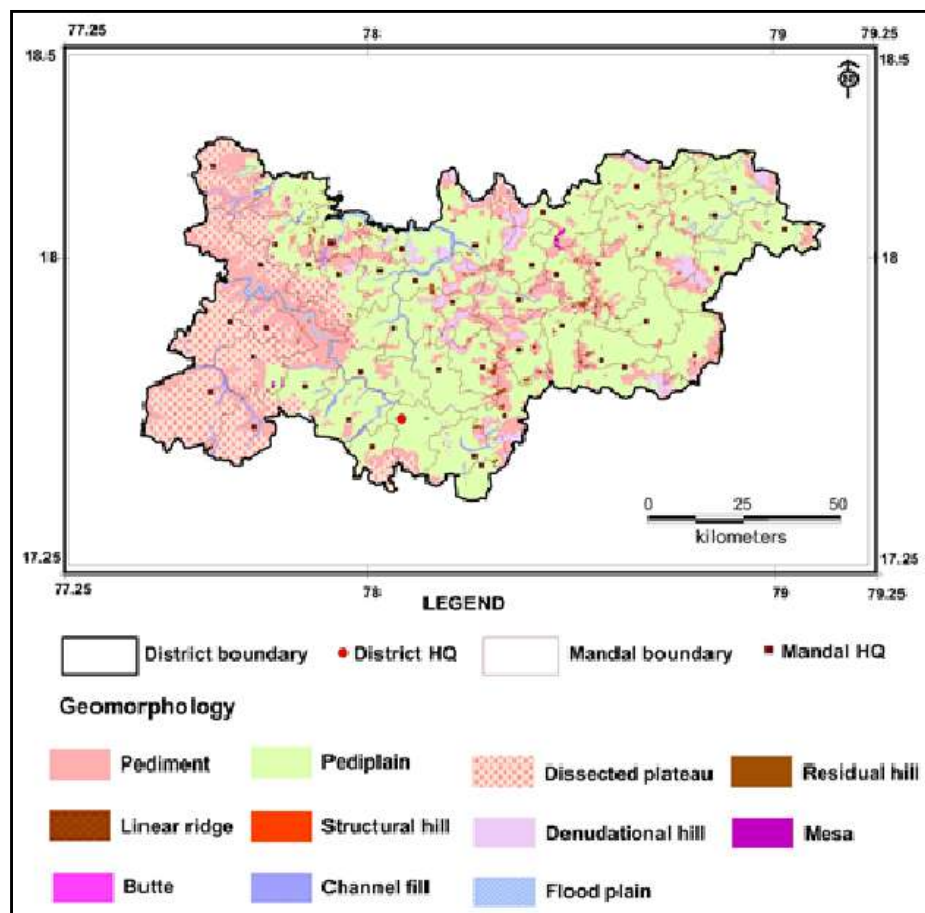 77.25 78 79 79.25
18.5 18.5
18 18
17.25 17.25
0 25 50
kilometers
77.25 78 79 79.25
LEGEND
District boundary District HQ Mandal boundary Mandal HQ
Geomorphology
Pediment Pediplain Dissected plateau Residual hill
Linear ridge Structural hill Denudational hill Mesa
Butte Channel fill Flood plain